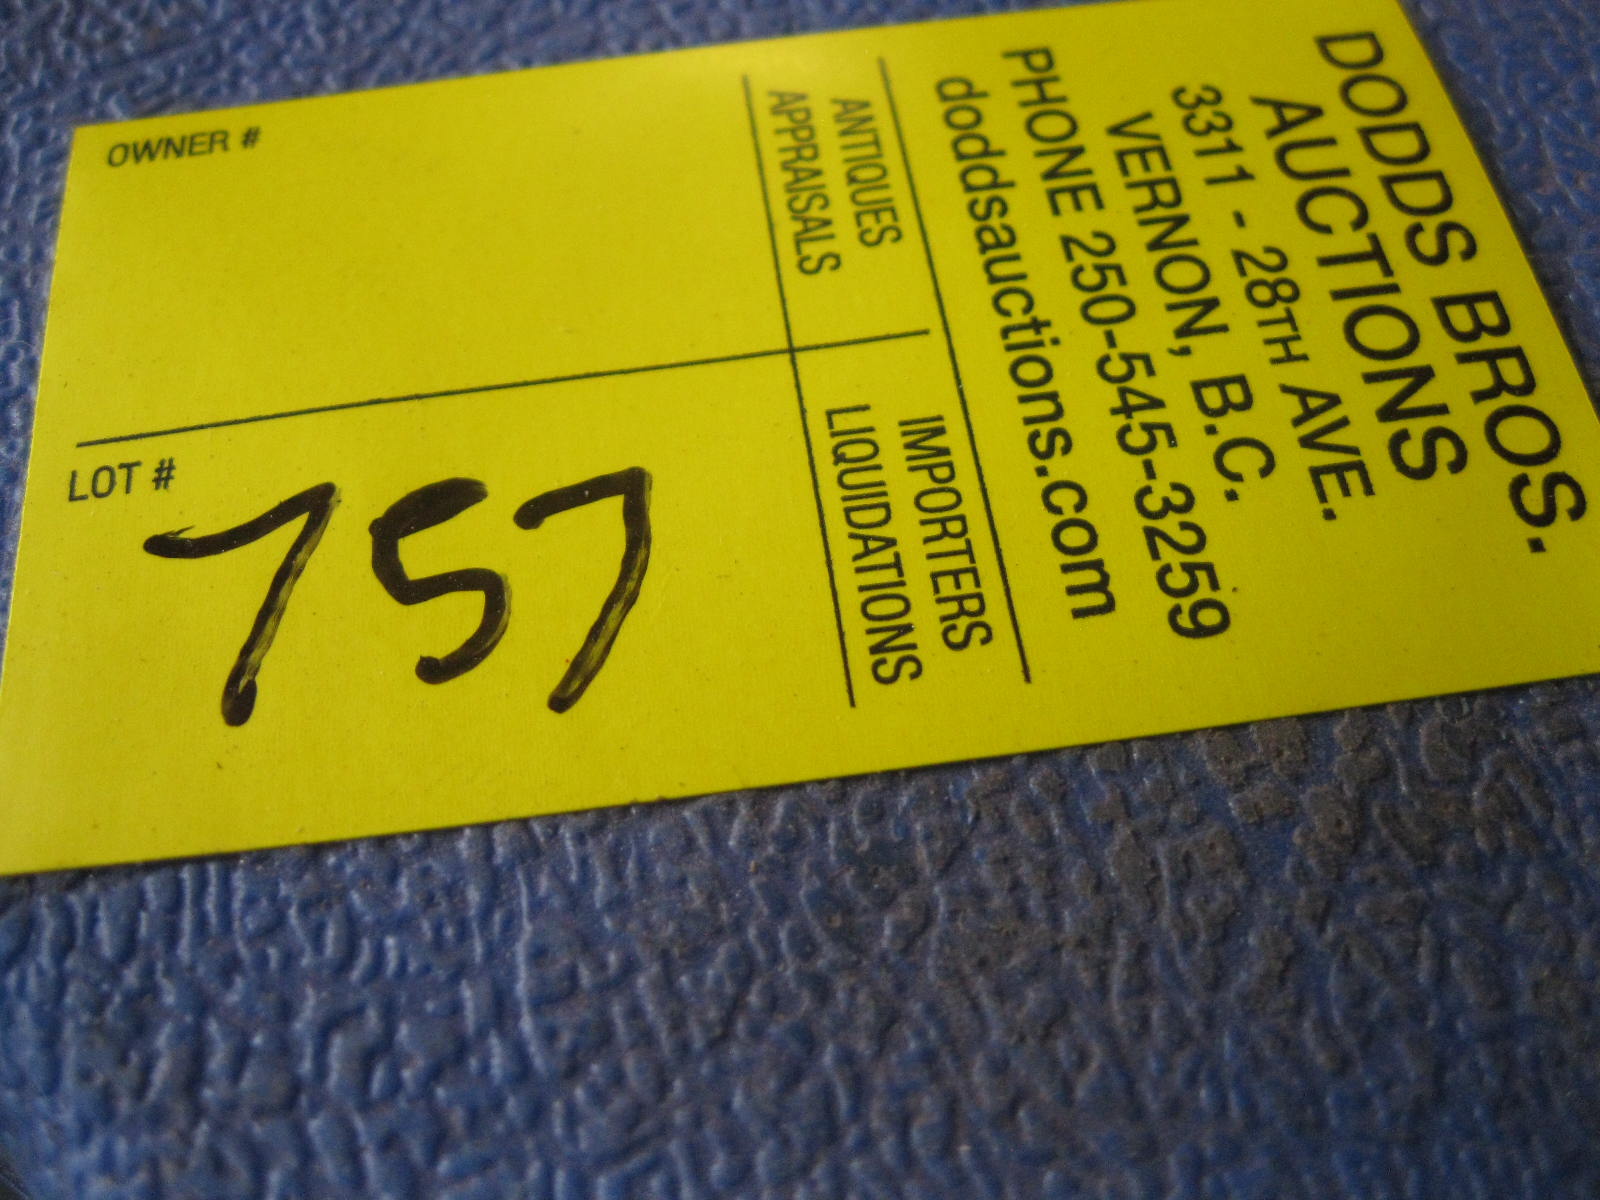 DODDS BROS.
AUCTIONS
3311 - 28TH AVE.
VERNON, B.C.
PHONE 250-545-3259
doddsauctions.com
ANTIQUES
APPRAISALS
IMPORTERS
LIQUIDATIONS
OWNER #
LOT #
757